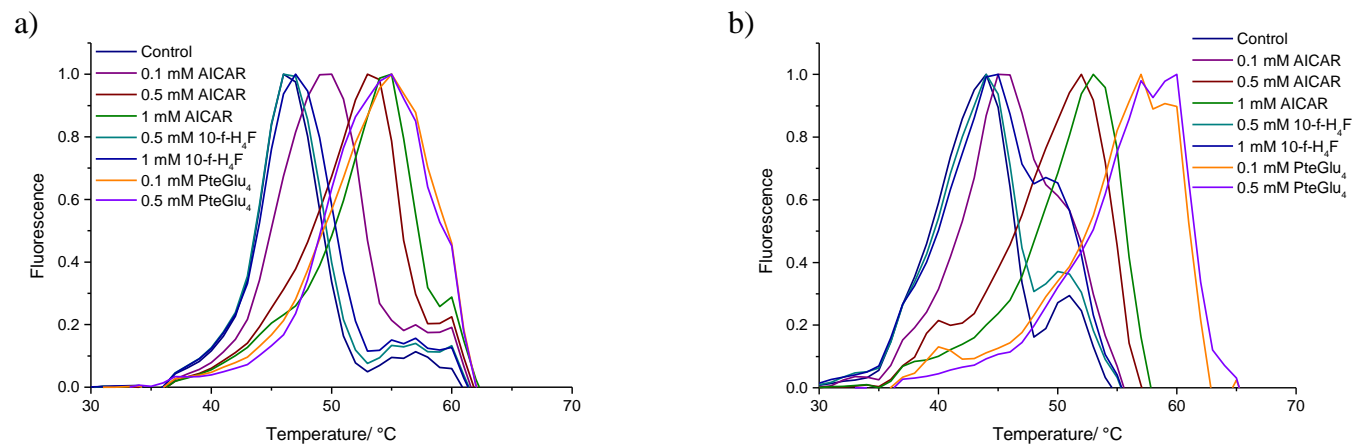 a)
Control
0.1 mM AICAR
0.5 mM AICAR
1 mM AICAR
0.5 mM 10-f-H₄F
1 mM 10-f-H₄F
0.1 mM PteGlu₄
0.5 mM PteGlu₄
1.0
0.8
0.6
0.4
0.2
0.0
Fluorescence
30 40 50 60 70
Temperature/ °C
b)
Control
0.1 mM AICAR
0.5 mM AICAR
1 mM AICAR
0.5 mM 10-f-H₄F
1 mM 10-f-H₄F
0.1 mM PteGlu₄
0.5 mM PteGlu₄
1.0
0.8
0.6
0.4
0.2
0.0
Fluorescence
30 40 50 60 70
Temperature/ °C